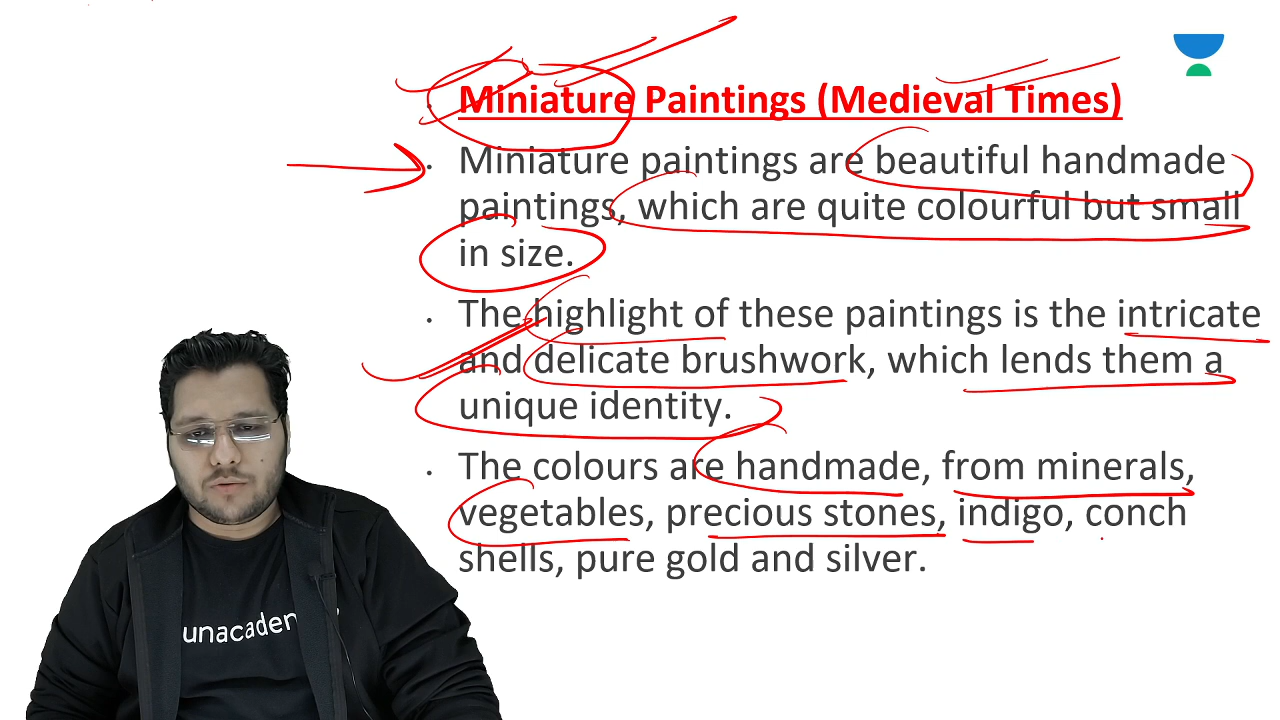 Miniature Paintings (Medieval Times)
• Miniature paintings are beautiful handmade
paintings, which are quite colourful but small
in size.
• The highlight of these paintings is the intricate
and delicate brushwork, which lends them a
unique identity.
• The colours are handmade, from minerals,
vegetables, precious stones, indigo, conch
shells, pure gold and silver.